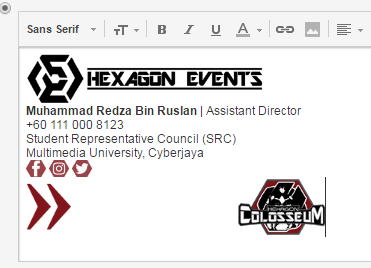 Sans Serif
B I U A
HEXAGON EVENTS
Muhammad Redza Bin Ruslan | Assistant Director
+60 111 000 8123
Student Representative Council (SRC)
Multimedia University, Cyberjaya
HEXAGON
COLOSSEUM